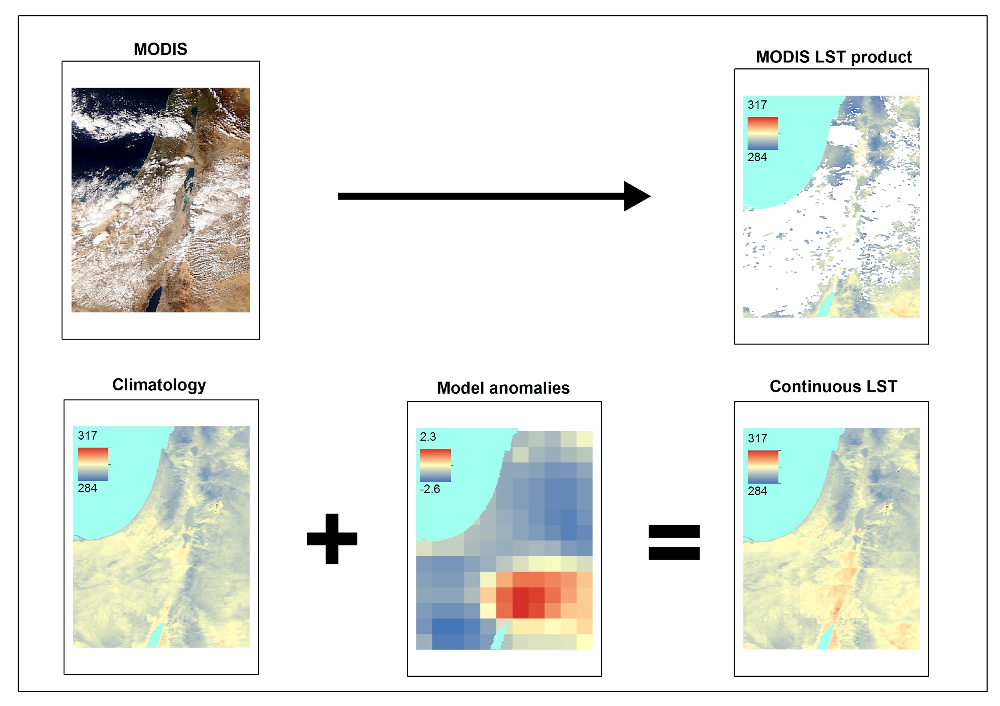 MODIS
MODIS LST product
317
284
Climatology
Model anomalies
Continuous LST
317
284
2.3
-2.6
317
284